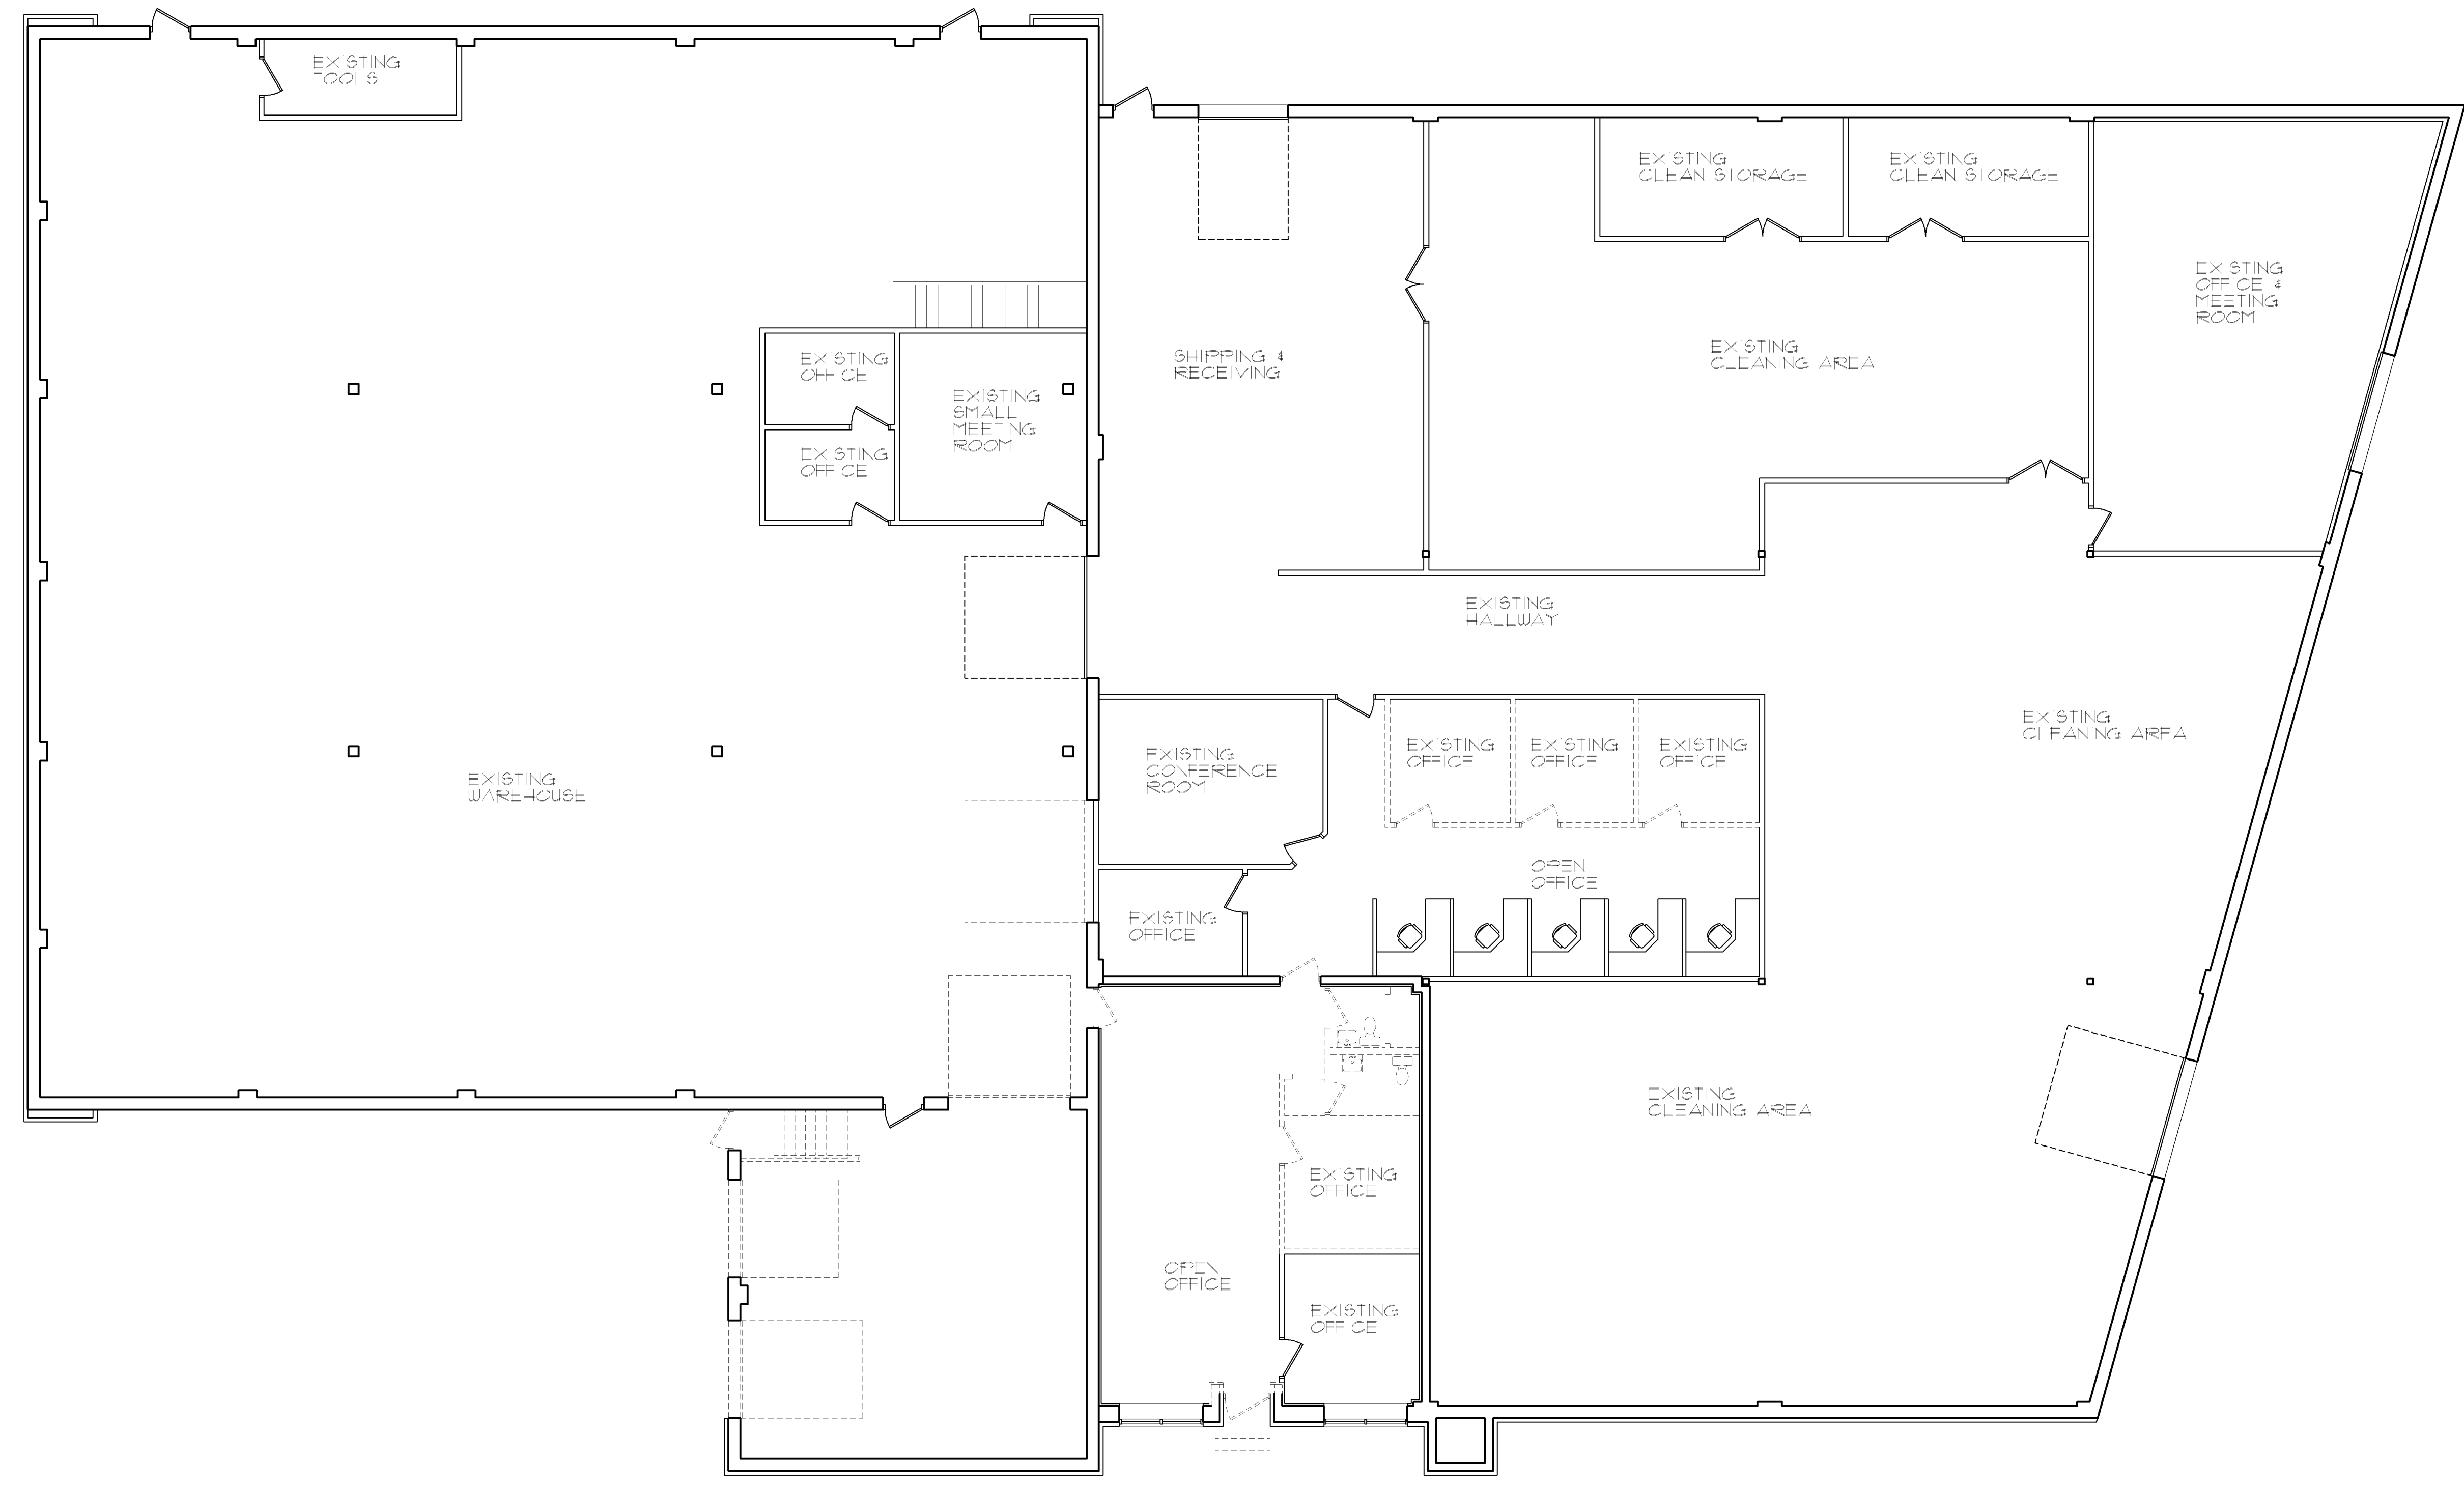 EXISTING
TOOLS
EXISTING
CLEAN STORAGE
EXISTING
CLEAN STORAGE
EXISTING
OFFICE &
MEETING
ROOM
EXISTING
OFFICE
EXISTING
SMALL
MEETING
ROOM
EXISTING
OFFICE
SHIPPING &
RECEIVING
EXISTING
CLEANING AREA
EXISTING
HALLWAY
EXISTING
WAREHOUSE
EXISTING
CONFERENCE
ROOM
EXISTING
OFFICE
EXISTING
OFFICE
EXISTING
OFFICE
EXISTING
CLEANING AREA
OPEN
OFFICE
EXISTING
OFFICE
EXISTING
CLEANING AREA
EXISTING
OFFICE
OPEN
OFFICE
EXISTING
OFFICE